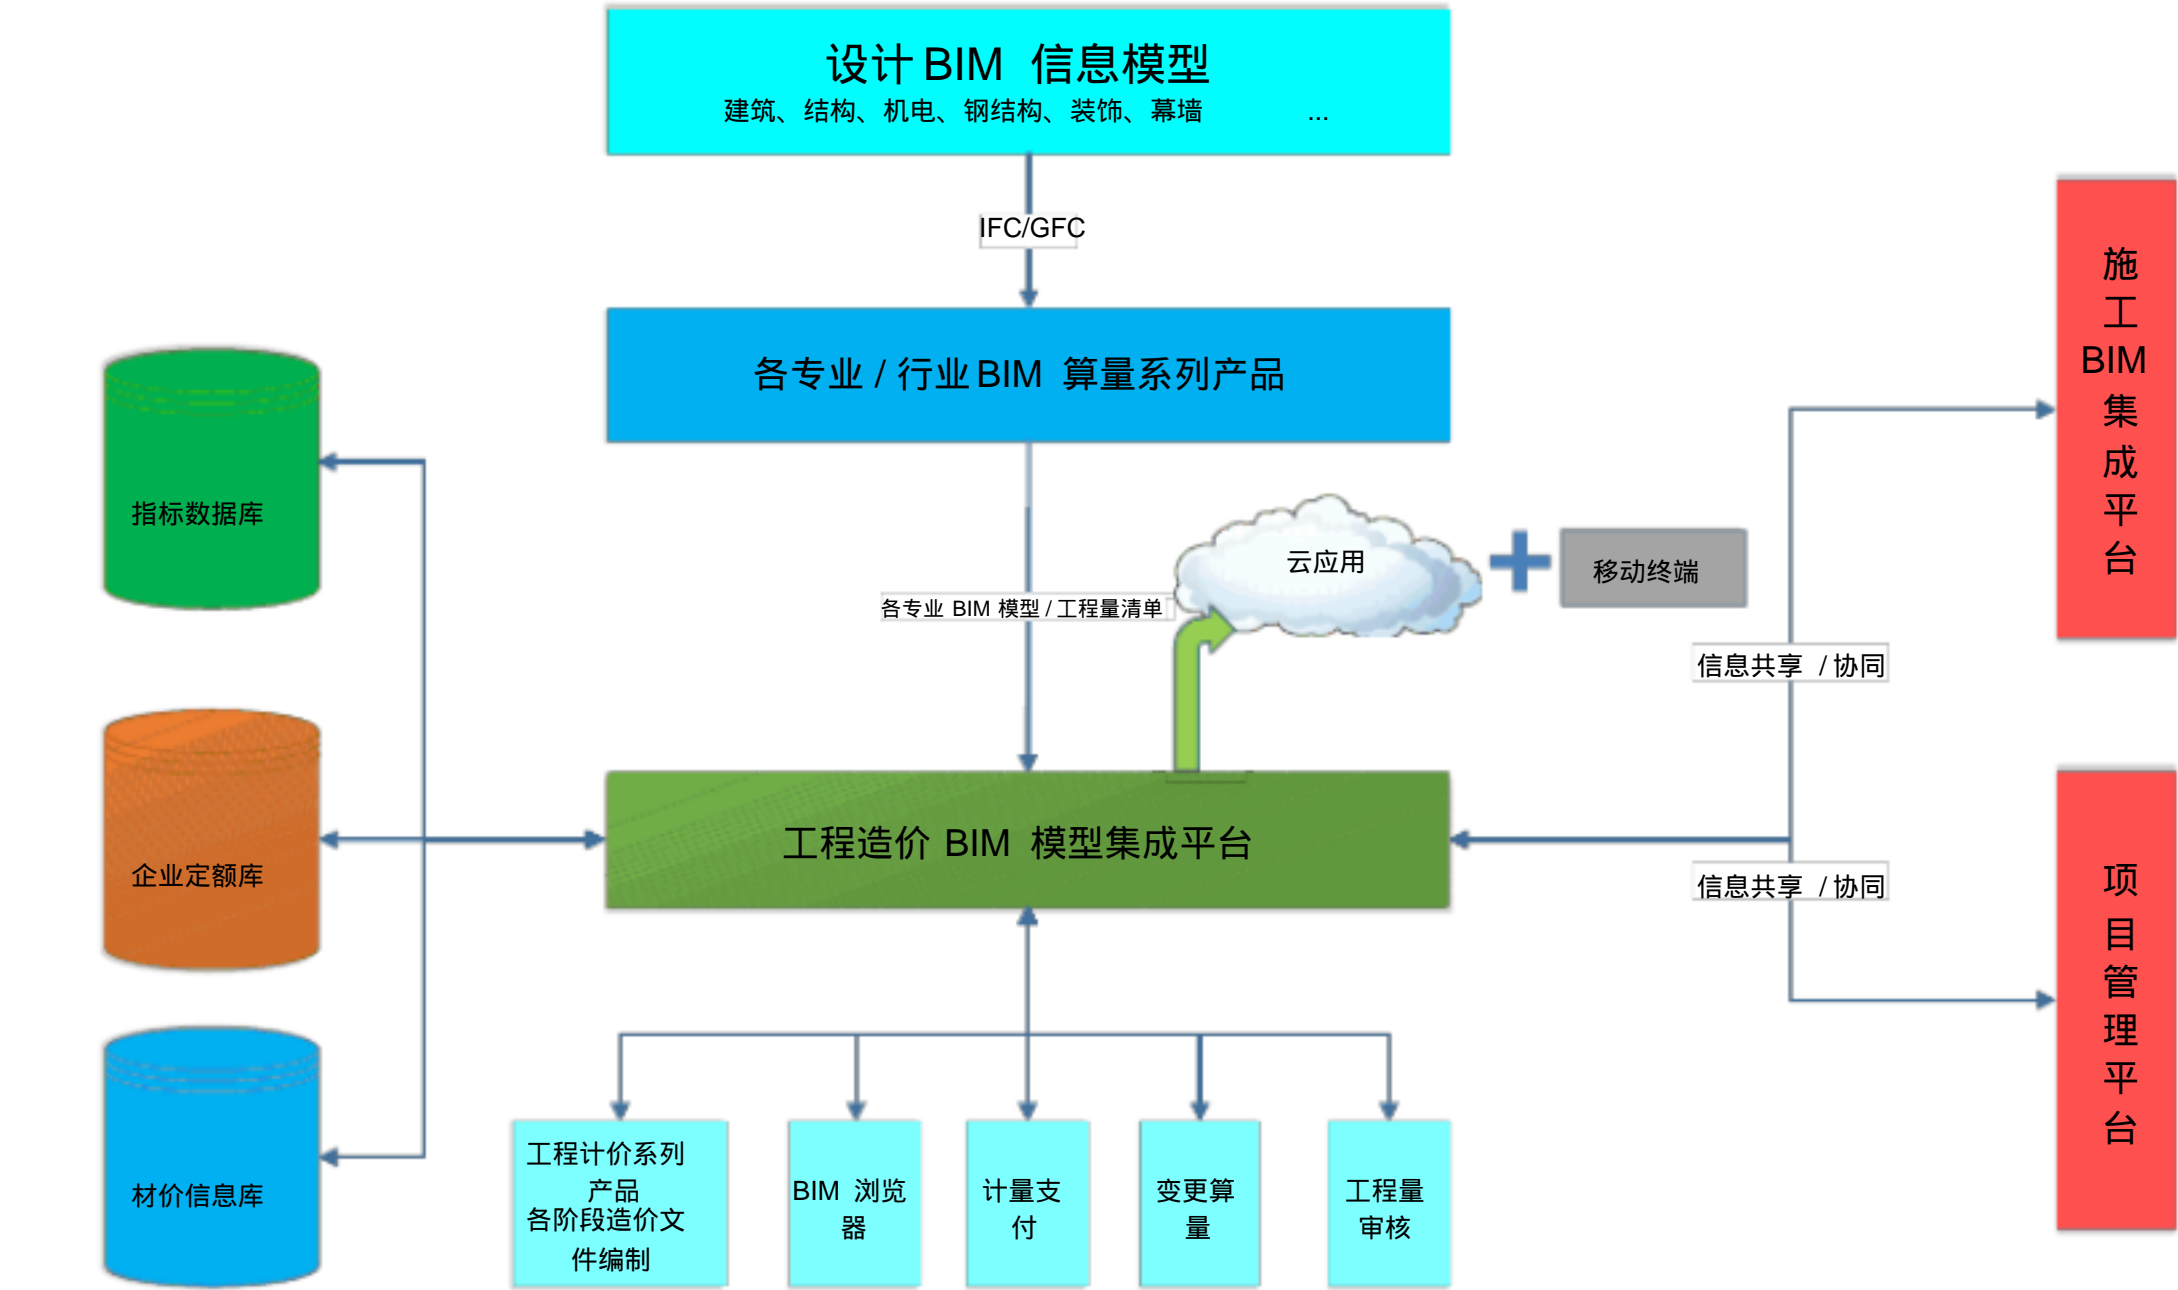 设计 BIM 信息模型
建筑、结构、机电、钢结构、装饰、幕墙 ...
IFC/GFC
各专业 / 行业 BIM 算量系列产品
指标数据库
云应用
移动终端
各专业 BIM 模型 / 工程量清单
施
工
BIM
集
成
平
台
信息共享 / 协同
企业定额库
工程造价 BIM 模型集成平台
信息共享 / 协同
项
目
管
理
平
台
材价信息库
工程计价系列
产品
各阶段造价文
件编制
BIM 浏览
器
计量支
付
变更算
量
工程量
审核